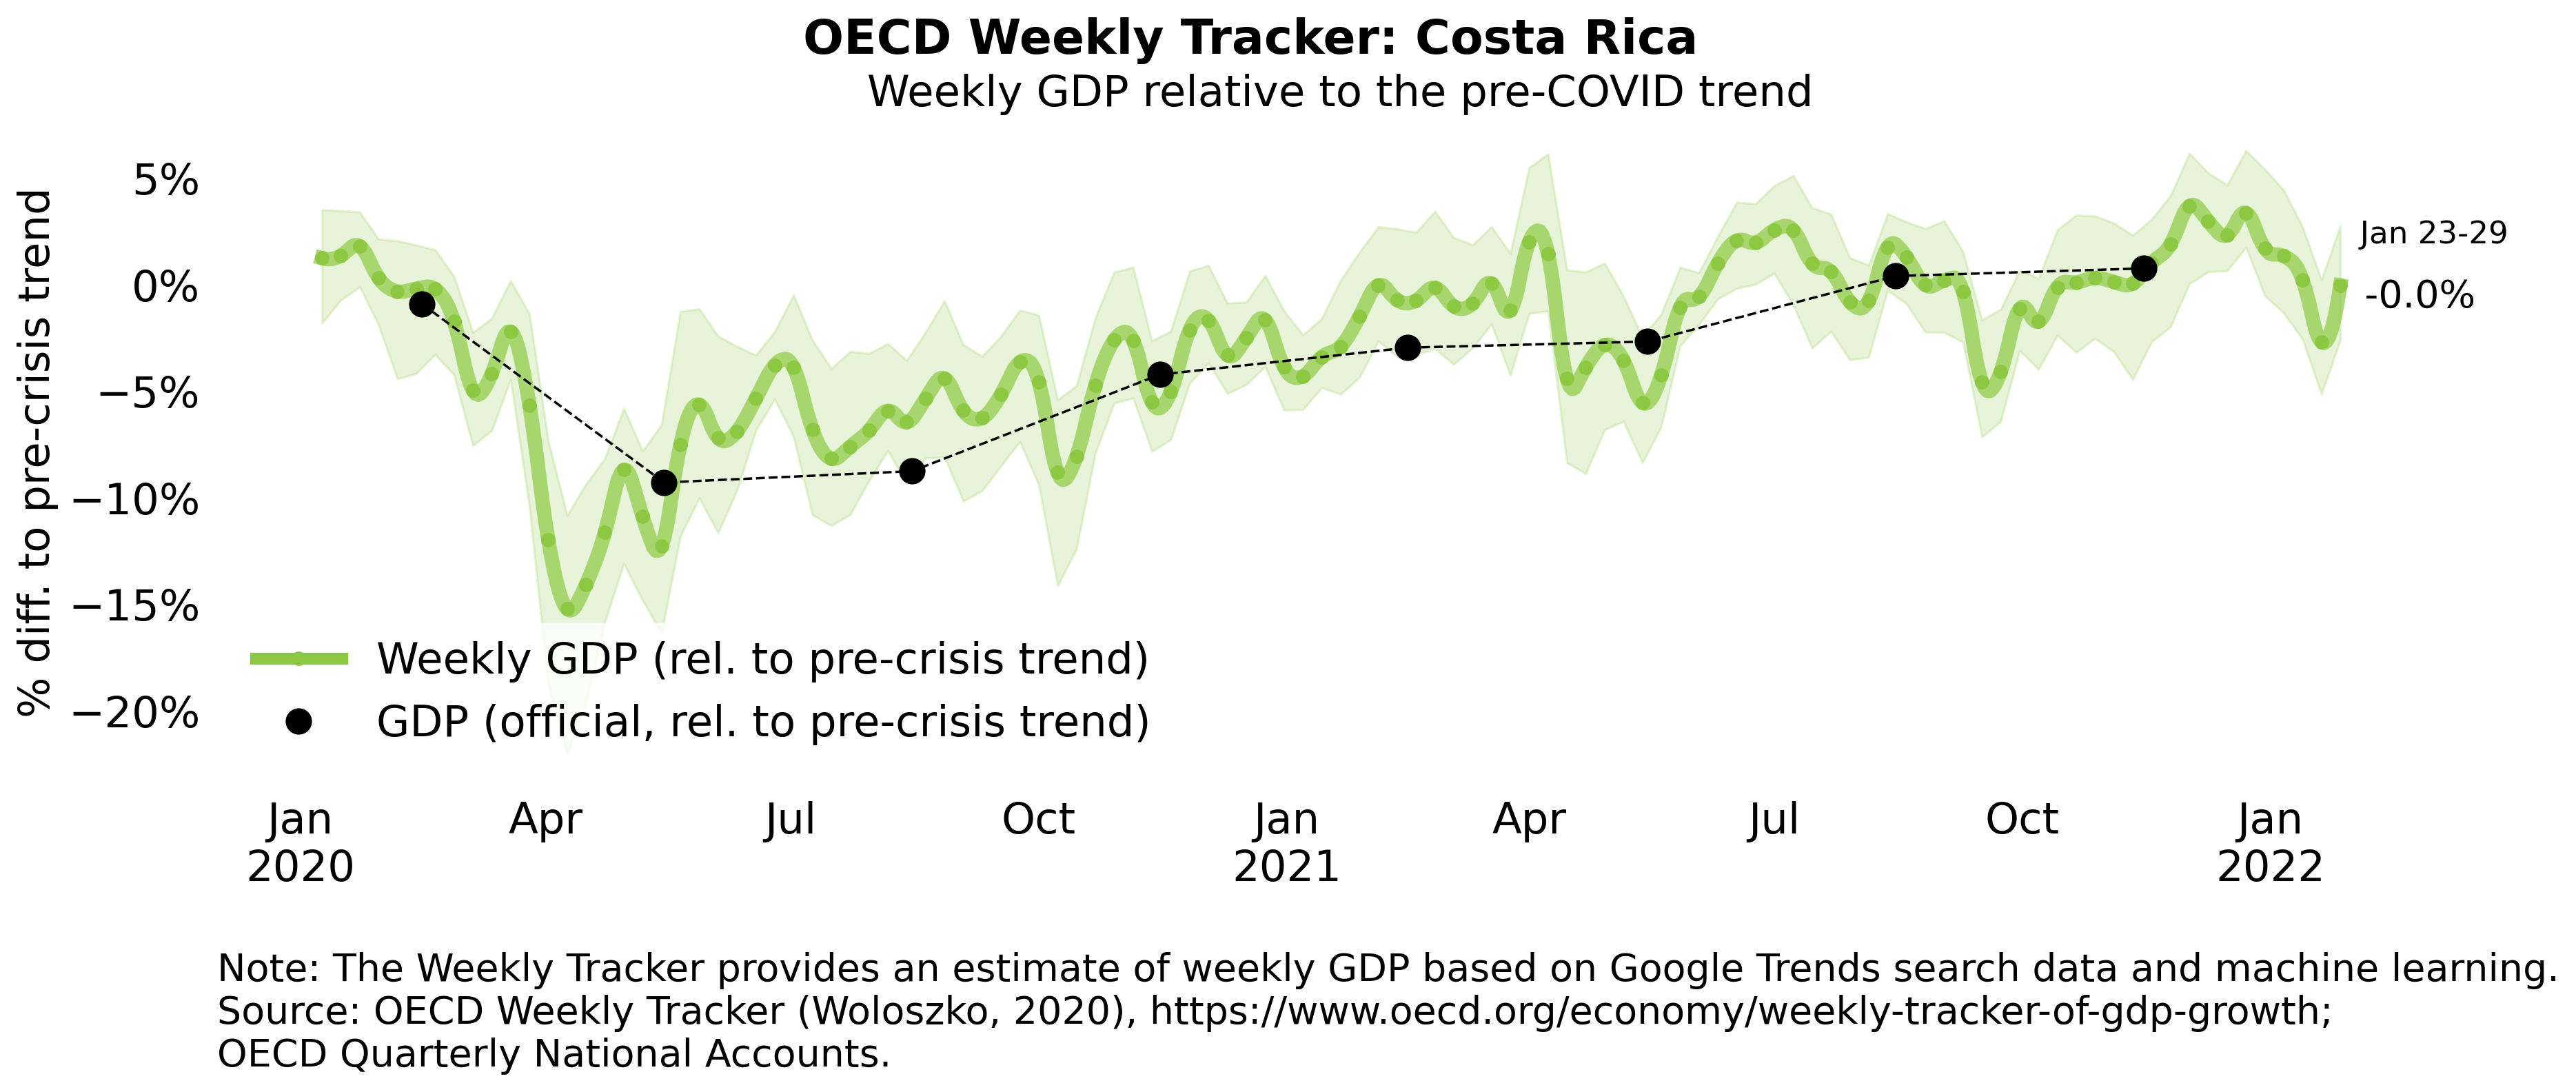 OECD Weekly Tracker: Costa Rica
Weekly GDP relative to the pre-COVID trend
% diff. to pre-crisis trend
5%
0%
−5%
−10%
−15%
−20%
Jan 23-29
-0.0%
Weekly GDP (rel. to pre-crisis trend)
GDP (official, rel. to pre-crisis trend)
Jan Apr Jul Oct Jan Apr Jul Oct Jan
2020 2021 2022
Note: The Weekly Tracker provides an estimate of weekly GDP based on Google Trends search data and machine learning.
Source: OECD Weekly Tracker (Woloszko, 2020), https://www.oecd.org/economy/weekly-tracker-of-gdp-growth;
OECD Quarterly National Accounts.